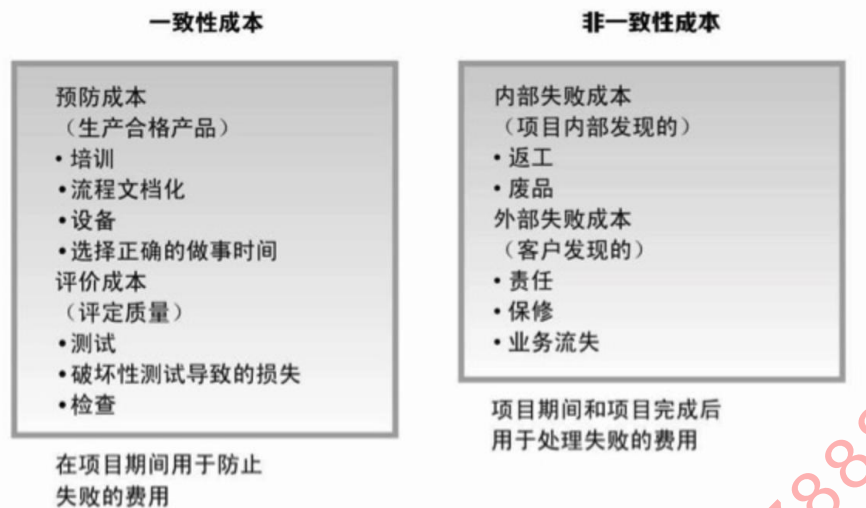 一致性成本
预防成本
（生产合格产品）
•培训
•流程文档化
•设备
•选择正确的做事时间
评价成本
（评定质量）
•测试
•破坏性测试导致的损失
•检查
在项目期间用于防止
失败的费用
非一致性成本
内部失败成本
（项目内部发现的）
•返工
•废品
外部失败成本
（客户发现的）
•责任
•保修
•业务流失
项目期间和项目完成后
用于处理失败的费用
788